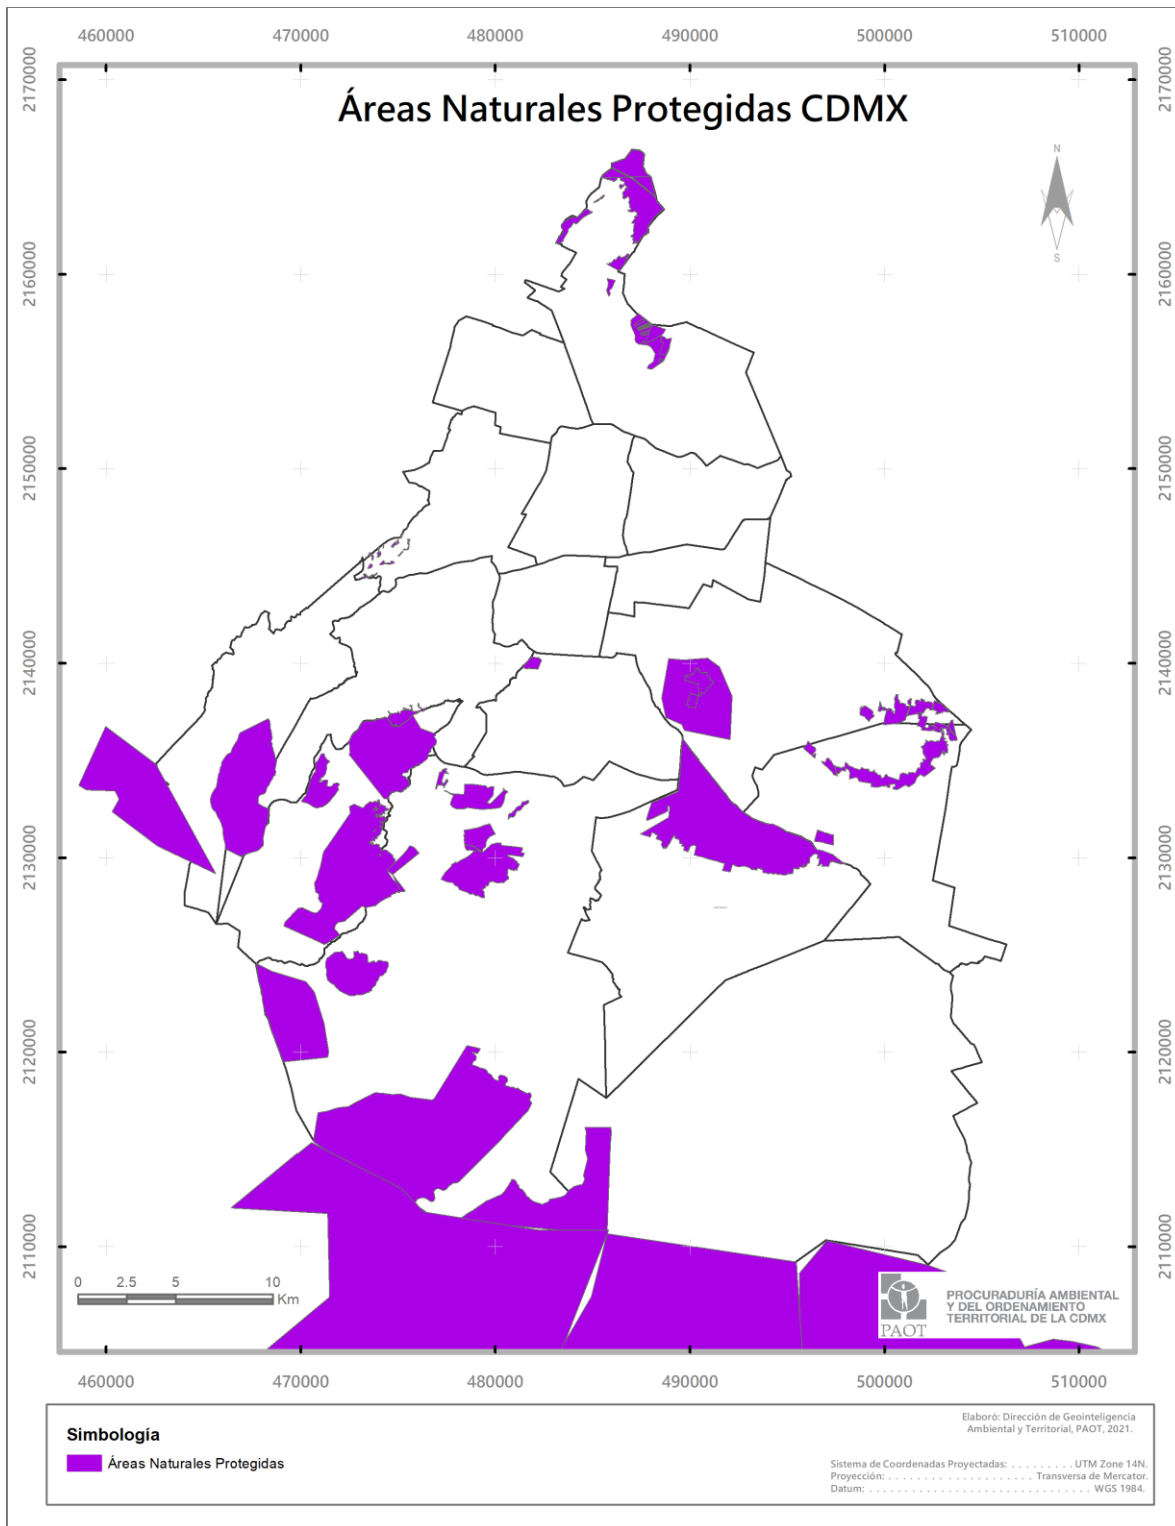 460000 470000 480000 490000 500000 510000
Áreas Naturales Protegidas CDMX
N
S
2170000
2160000
2150000
2140000
2130000
2120000
2110000
2170000
2160000
2150000
2140000
2130000
2120000
2110000
0 2.5 5 10
Km
PAOT
PROCURADURÍA AMBIENTAL
Y DEL ORDENAMIENTO
TERRITORIAL DE LA CDMX
460000 470000 480000 490000 500000 510000
Simbología
Áreas Naturales Protegidas
Elaboró: Dirección de Geointeligencia
Ambiental y Territorial, PAOT, 2021.
Sistema de Coordenadas Proyectadas: . . . . . . . . . UTM Zone 14N.
Proyección: . . . . . . . . . . . . . . . . . . . . Transversa de Mercator.
Datum: . . . . . . . . . . . . . . . . . . . . . . . . . . . . . . . WGS 1984.